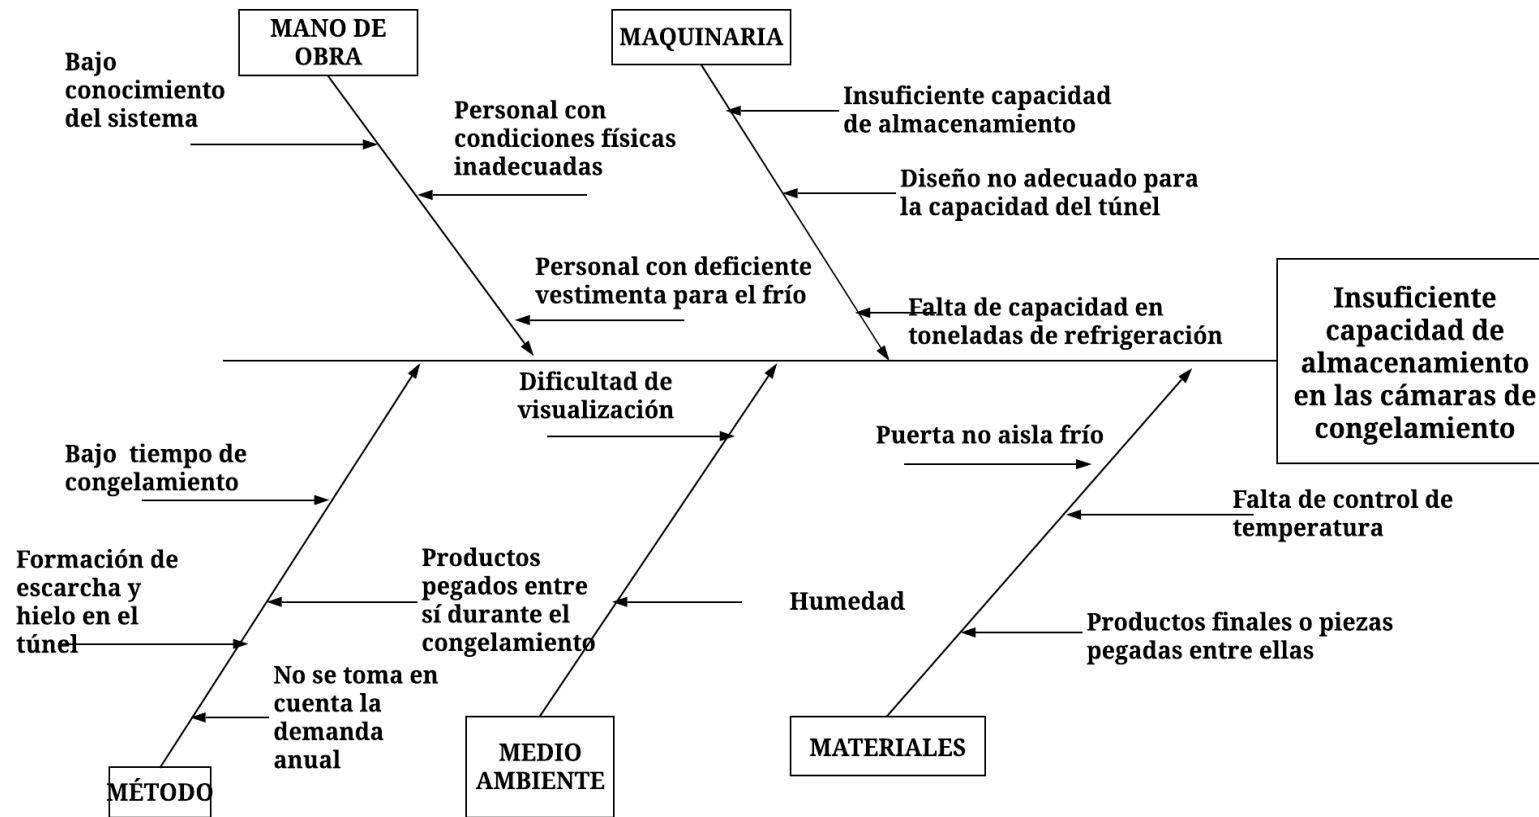 MANO DE
OBRA
MAQUINARIA
Bajo
conocimiento
del sistema
Personal con
condiciones físicas
inadecuadas
Insuficiente capacidad
de almacenamiento
Diseño no adecuado para
la capacidad del túnel
Personal con deficiente
vestimenta para el frío
Falta de capacidad en
toneladas de refrigeración
Insuficiente
capacidad de
almacenamiento
en las cámaras de
congelamiento
Dificultad de
visualización
Puerta no aisla frío
Bajo  tiempo de
congelamiento
Falta de control de
temperatura
Formación de
escarcha y
hielo en el
túnel
Productos
pegados entre
sí durante el
congelamiento
Humedad
Productos finales o piezas
pegadas entre ellas
No se toma en
cuenta la
demanda
anual
MÉTODO
MEDIO
AMBIENTE
MATERIALES